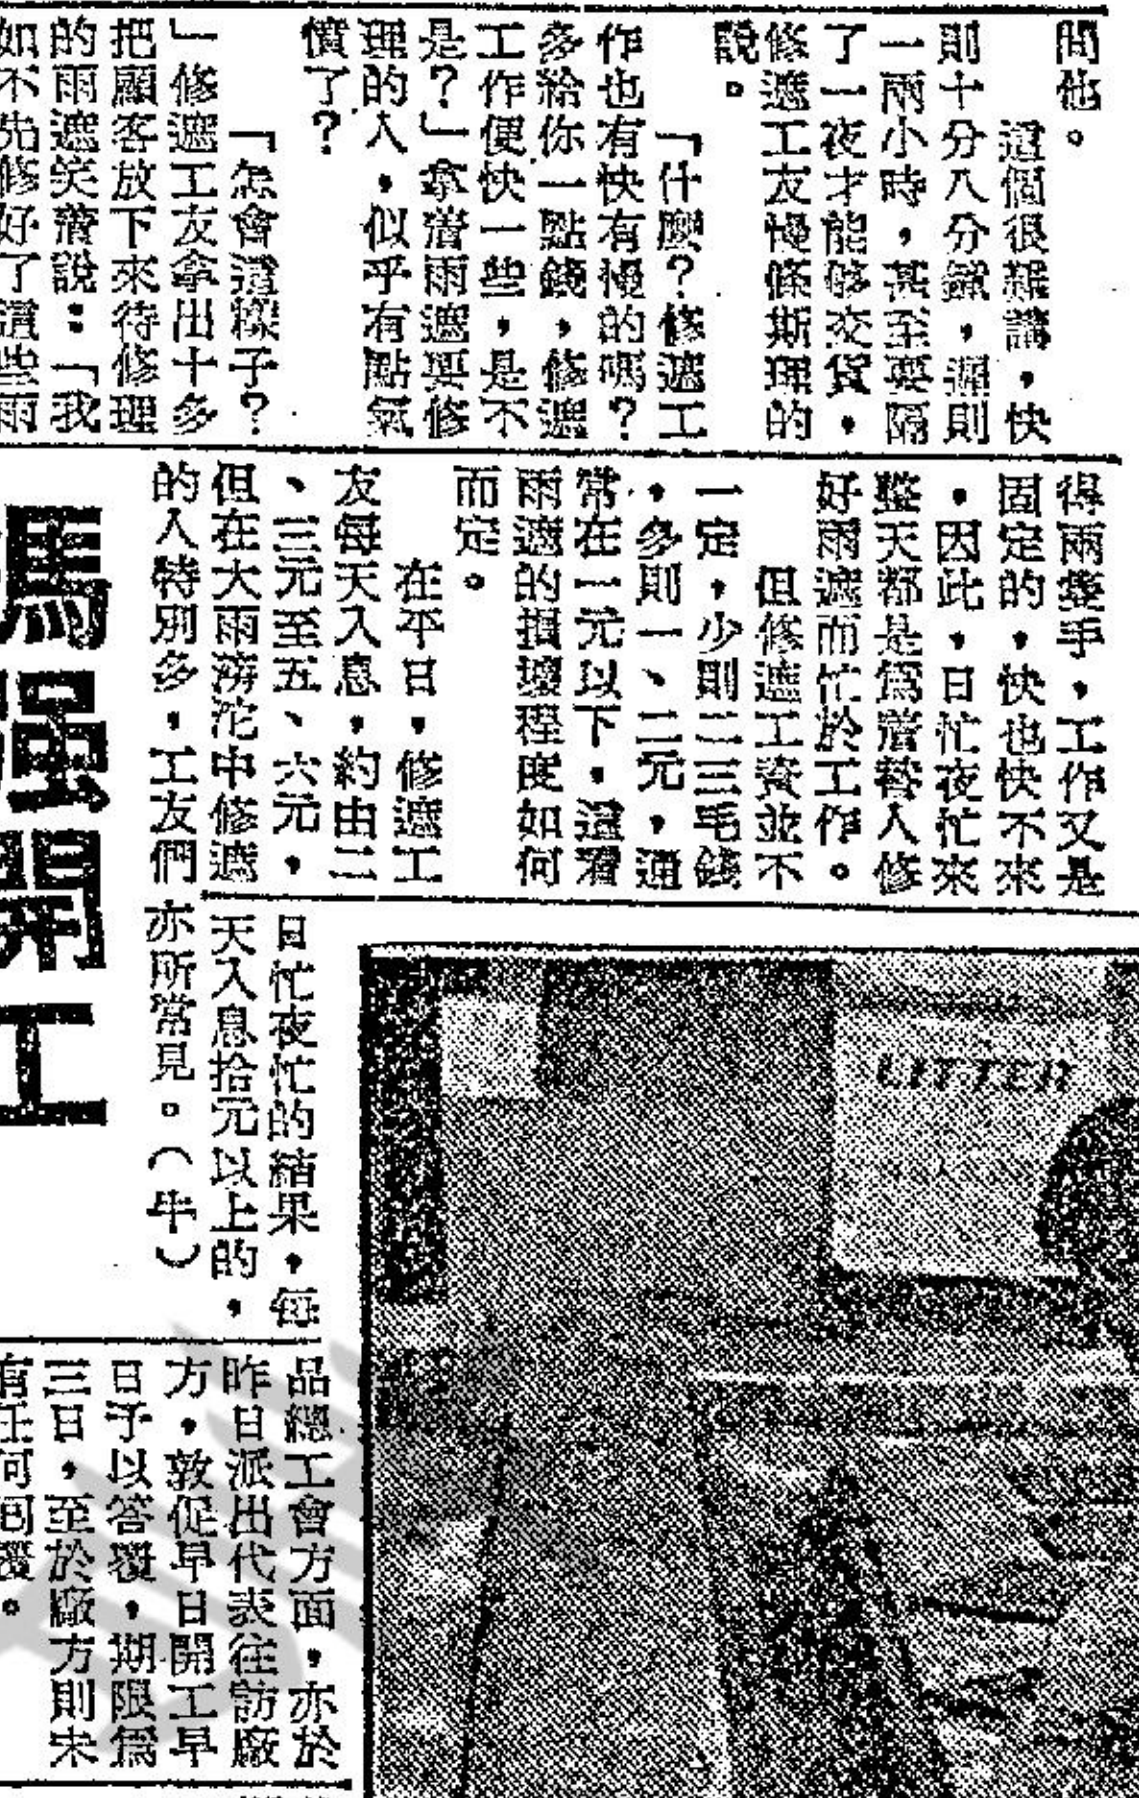 問他。
這個很難講,快
則十分八分鐘,遲則
一兩小時,甚至要隔
了一夜才能够交貨,
修遮工友慢條斯理的
說。
「什麼?修遮工
作也有快有慢的嗎?
多給你一點錢,修遮
工作便快一些,是不
是?」拿着雨遮要修
理的人,似乎有點氣
憤了?
「怎會這樣子?
」修遮工友拿出十多
把顧客放下來待修理
的雨遮笑着說:「我
如不先修好了這些雨
得兩隻手,工作又是
固定的,快也快不來
,因此,日忙夜忙來
整天都是爲着替人修
好雨遮而忙於工作。
但修遮工資並不
一定,少則二三毛錢
,多則一、二元,通
常在一元以下,這看
雨遮的損壞程度如何
而定。
在平日,修遮工
友每天入息,約由二
、三元至五、六元,
但在大雨滂沱中修遮
的人特別多,工友們
日忙夜忙的結果,每
天入息拾元以上的,
亦所常見。(牛)
馬
强
開
工
LITTER
品總工會方面,亦於
昨日派出代表往訪廠
方,敦促早日開工早
日予以答覆,期限爲
三日,至於廠方則未
有任何囘覆。